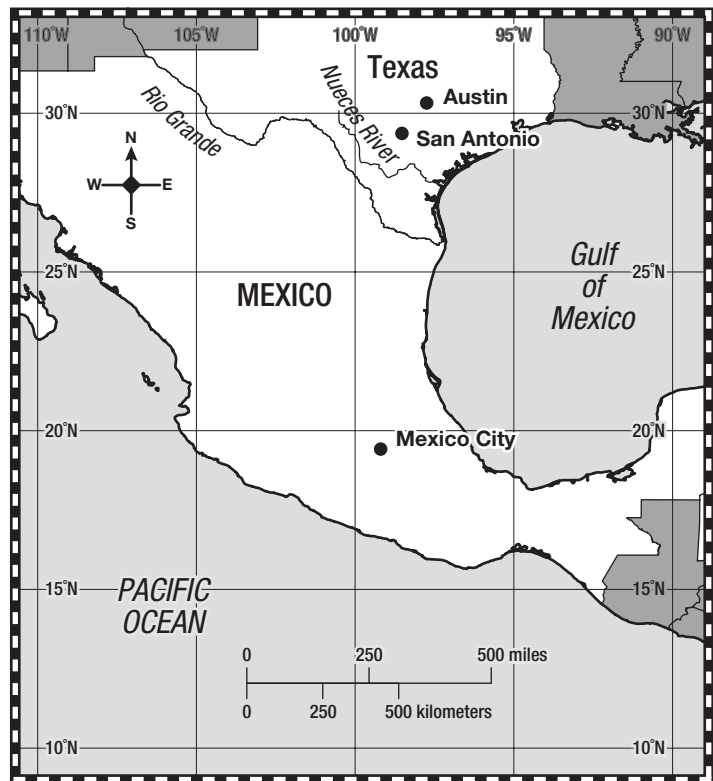 110°W 105°W 100°W 95°W 90°W
Texas
Austin
Nueces River
San Antonio
Rio Grande
30°N 30°N
N
W E
S
25°N 25°N
MEXICO
Gulf
of
Mexico
20°N 20°N
Mexico City
15°N 15°N
PACIFIC
OCEAN
0 250 500 miles
0 250 500 kilometers
10°N 10°N